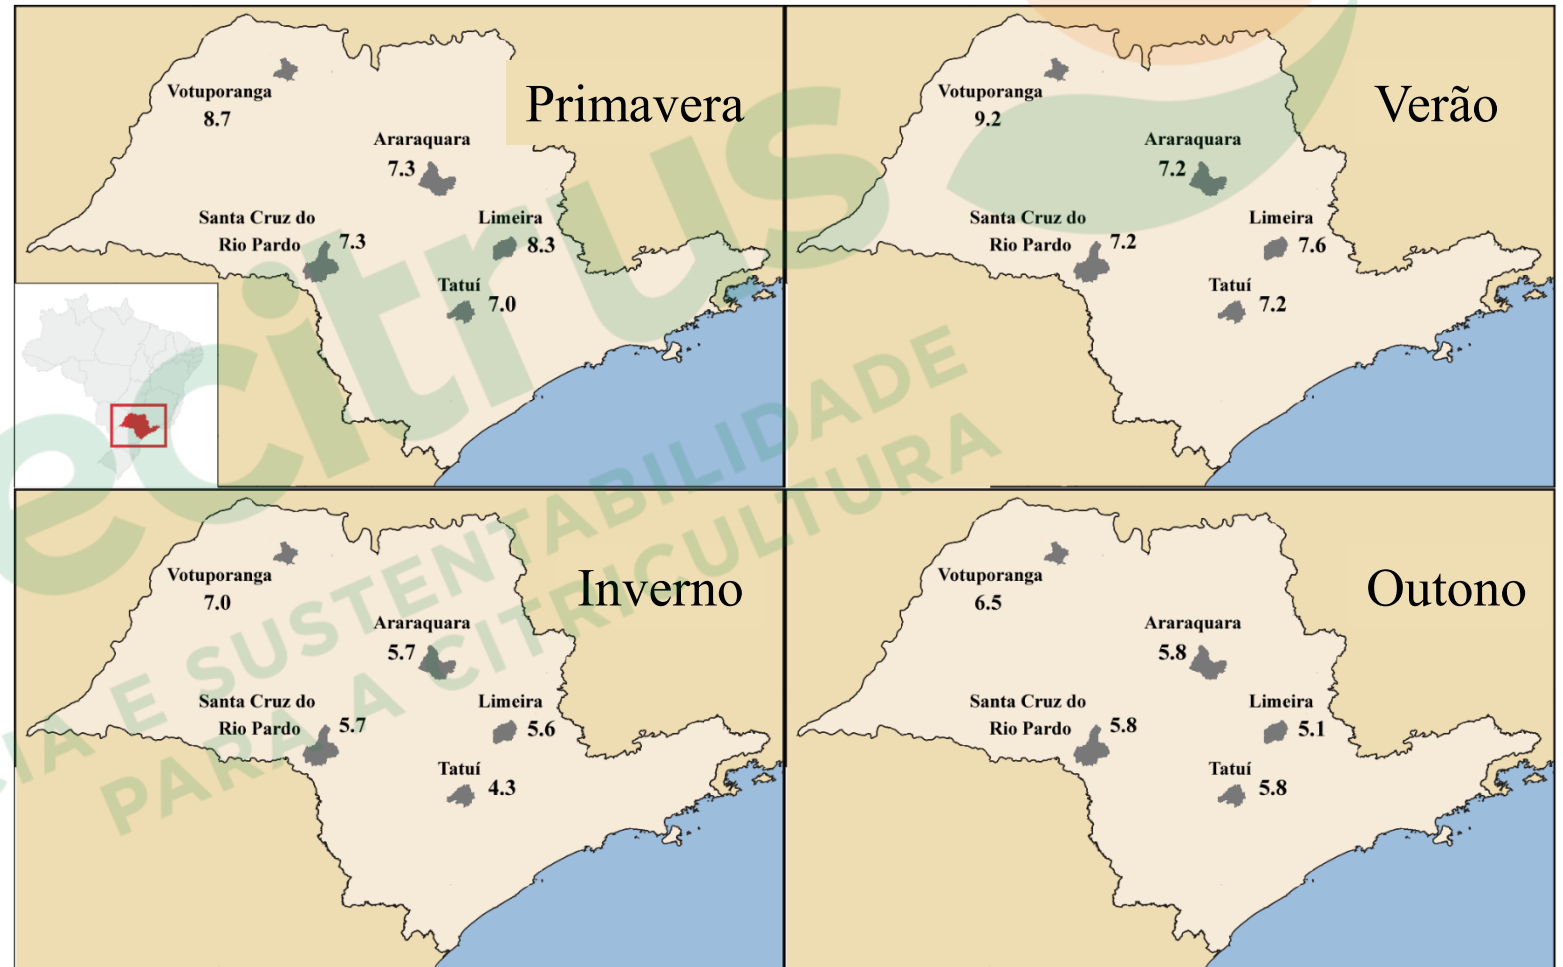 Primavera
Votuporanga
8.7
Araraquara
7.3
Santa Cruz do
Rio Pardo 7.3
Limeira
8.3
Tatuí
7.0
Verão
Votuporanga
9.2
Araraquara
7.2
Santa Cruz do
Rio Pardo 7.2
Limeira
7.6
Tatuí
7.2
Inverno
Votuporanga
7.0
Araraquara
5.7
Santa Cruz do
Rio Pardo 5.7
Limeira
5.6
Tatuí
4.3
Outono
Votuporanga
6.5
Araraquara
5.8
Santa Cruz do
Rio Pardo 5.8
Limeira
5.1
Tatuí
5.8
ecitrus
E SUSTENTABILIDADE
PARA A CITRICULTURA